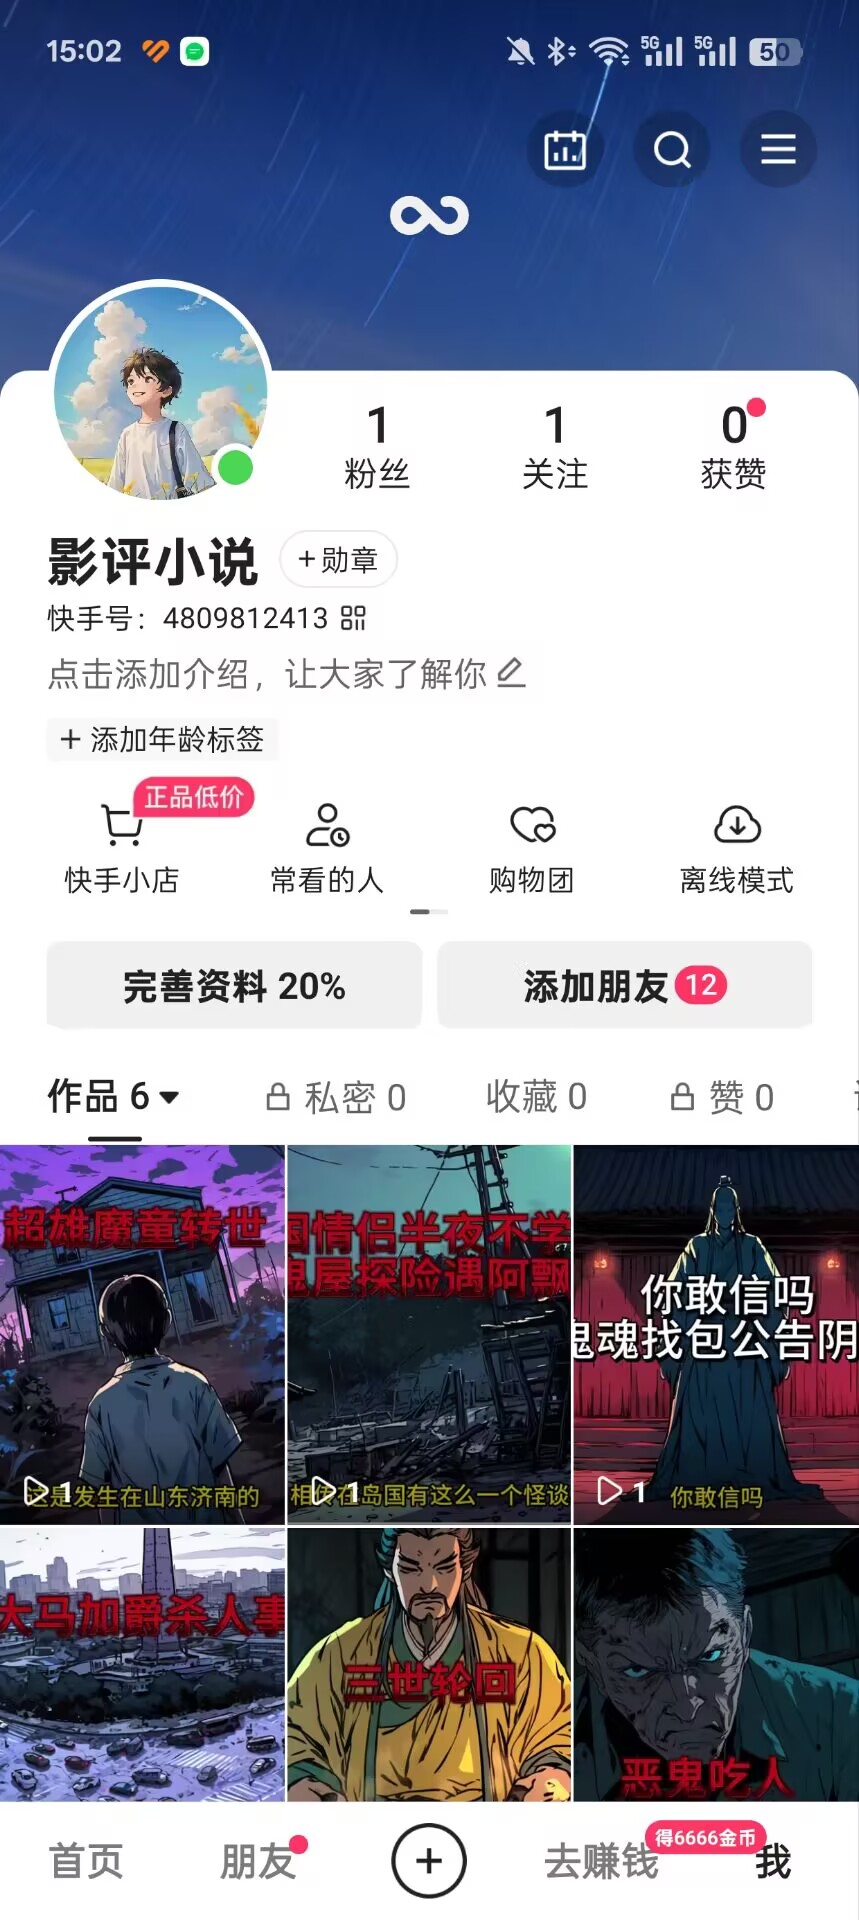 15:02
5G 5G 50
1 1 0
粉丝 关注 获赞
影评小说 +勋章
快手号：4809812413
点击添加介绍，让大家了解你
+ 添加年龄标签
正品低价
快手小店 常看的人 购物团 离线模式
完善资料 20% 添加朋友 12
作品 6 私密 0 收藏 0 赞 0
超雄魔童转世
国情侣半夜不学
鬼屋探险遇阿飘
你敢信吗
鬼魂找包公告阴
1 这是发生在山东济南的
1 相传在岛国有这么一个怪谈
1 你敢信吗
大马加爵杀人事
三世轮回
恶鬼吃人
得6666金币
首页 朋友 去赚钱 我